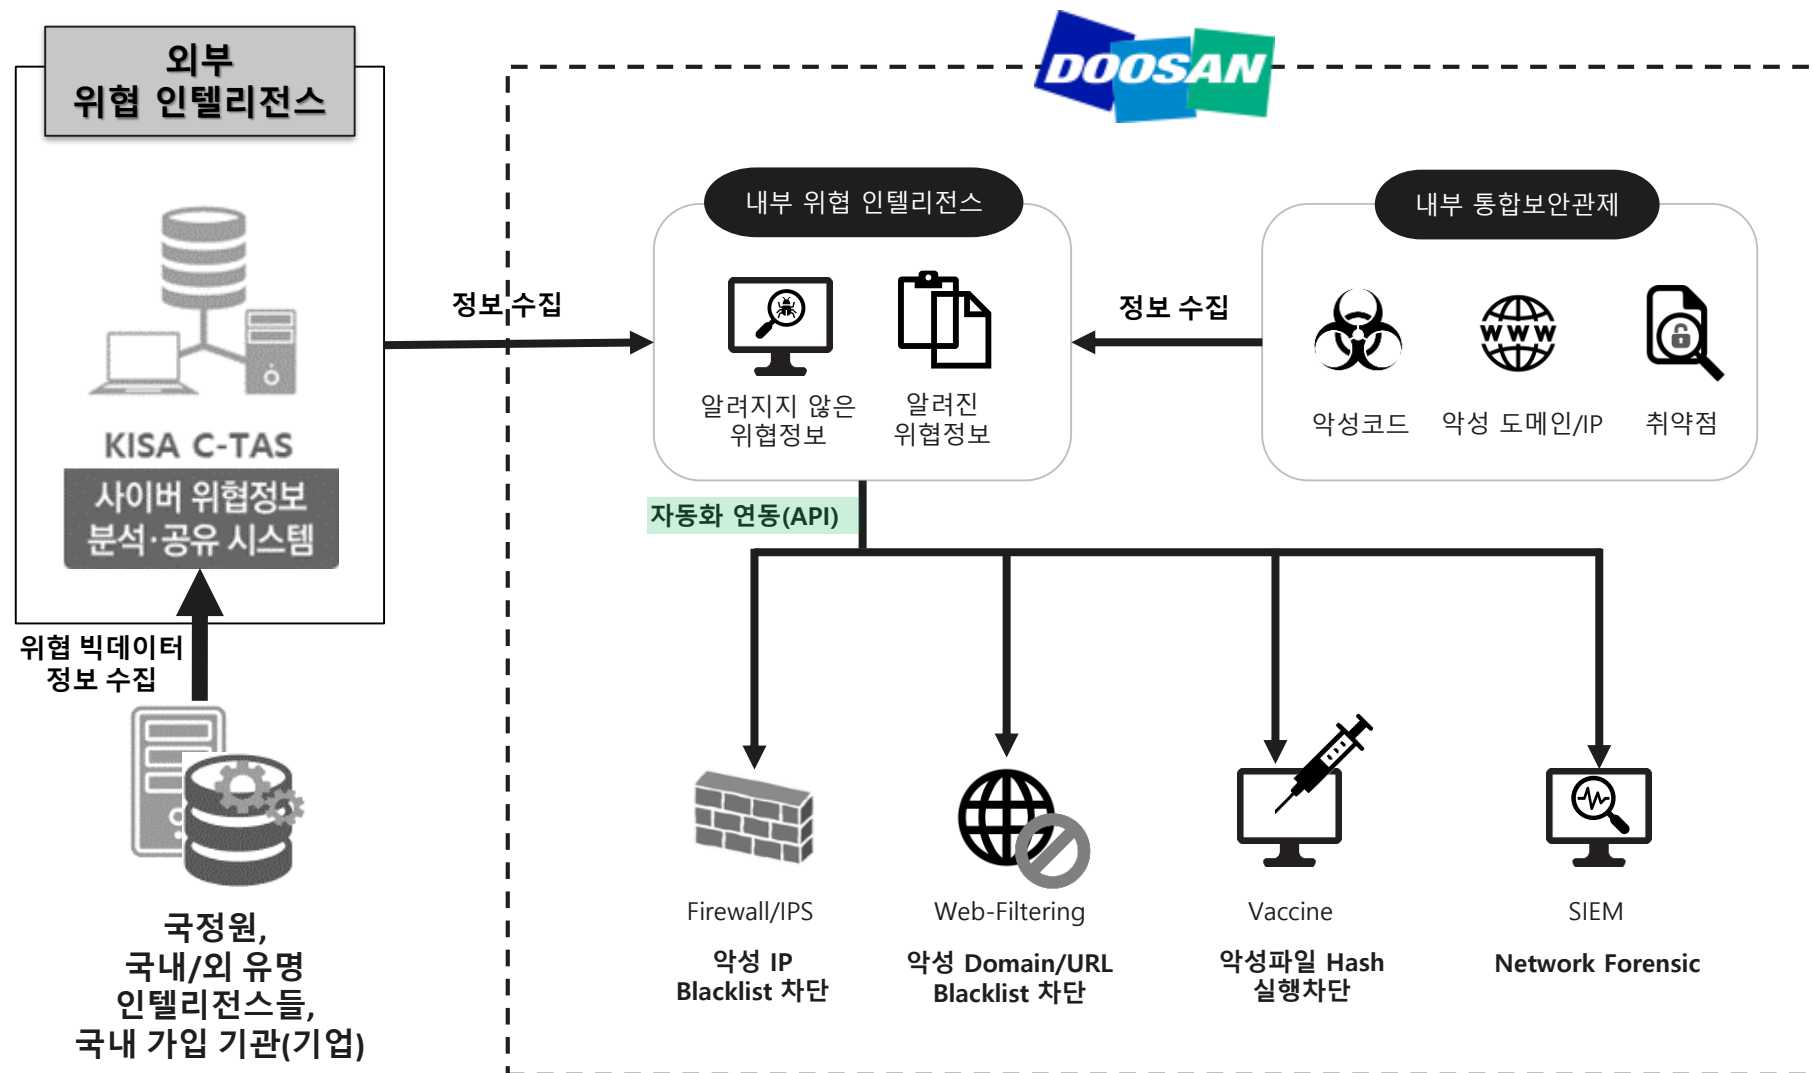 외부
위협 인텔리전스
KISA C-TAS
사이버 위협정보
분석·공유 시스템
위협 빅데이터
정보 수집
국정원,
국내/외 유명
인텔리전스들,
국내 가입 기관(기업)
정보 수집
DOOSAN
내부 위협 인텔리전스
알려지지 않은
위협정보
알려진
위협정보
정보 수집
내부 통합보안관제
악성코드
WWW
악성 도메인/IP
취약점
자동화 연동(API)
Firewall/IPS
악성 IP
Blacklist 차단
Web-Filtering
악성 Domain/URL
Blacklist 차단
Vaccine
악성파일 Hash
실행차단
SIEM
Network Forensic